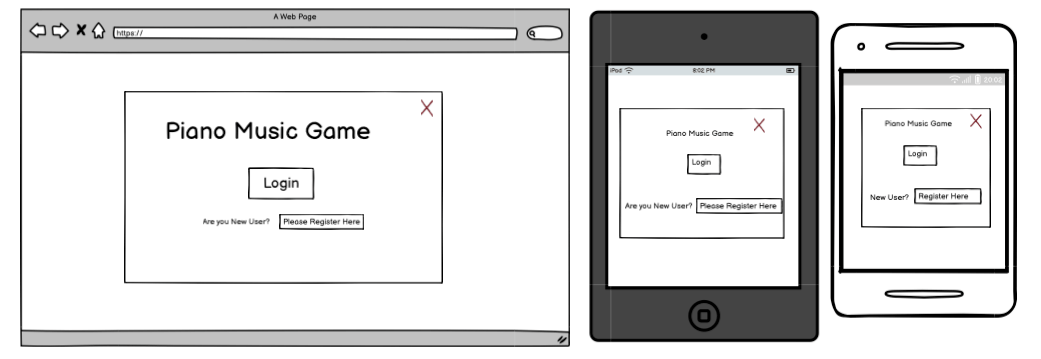 A Web Page
https://
Piano Music Game
Login
Are you New User? Please Register Here
iPod 8:02 PM
Piano Music Game
Login
Are you New User? Please Register Here
20:02
Piano Music Game
Login
New User? Register Here